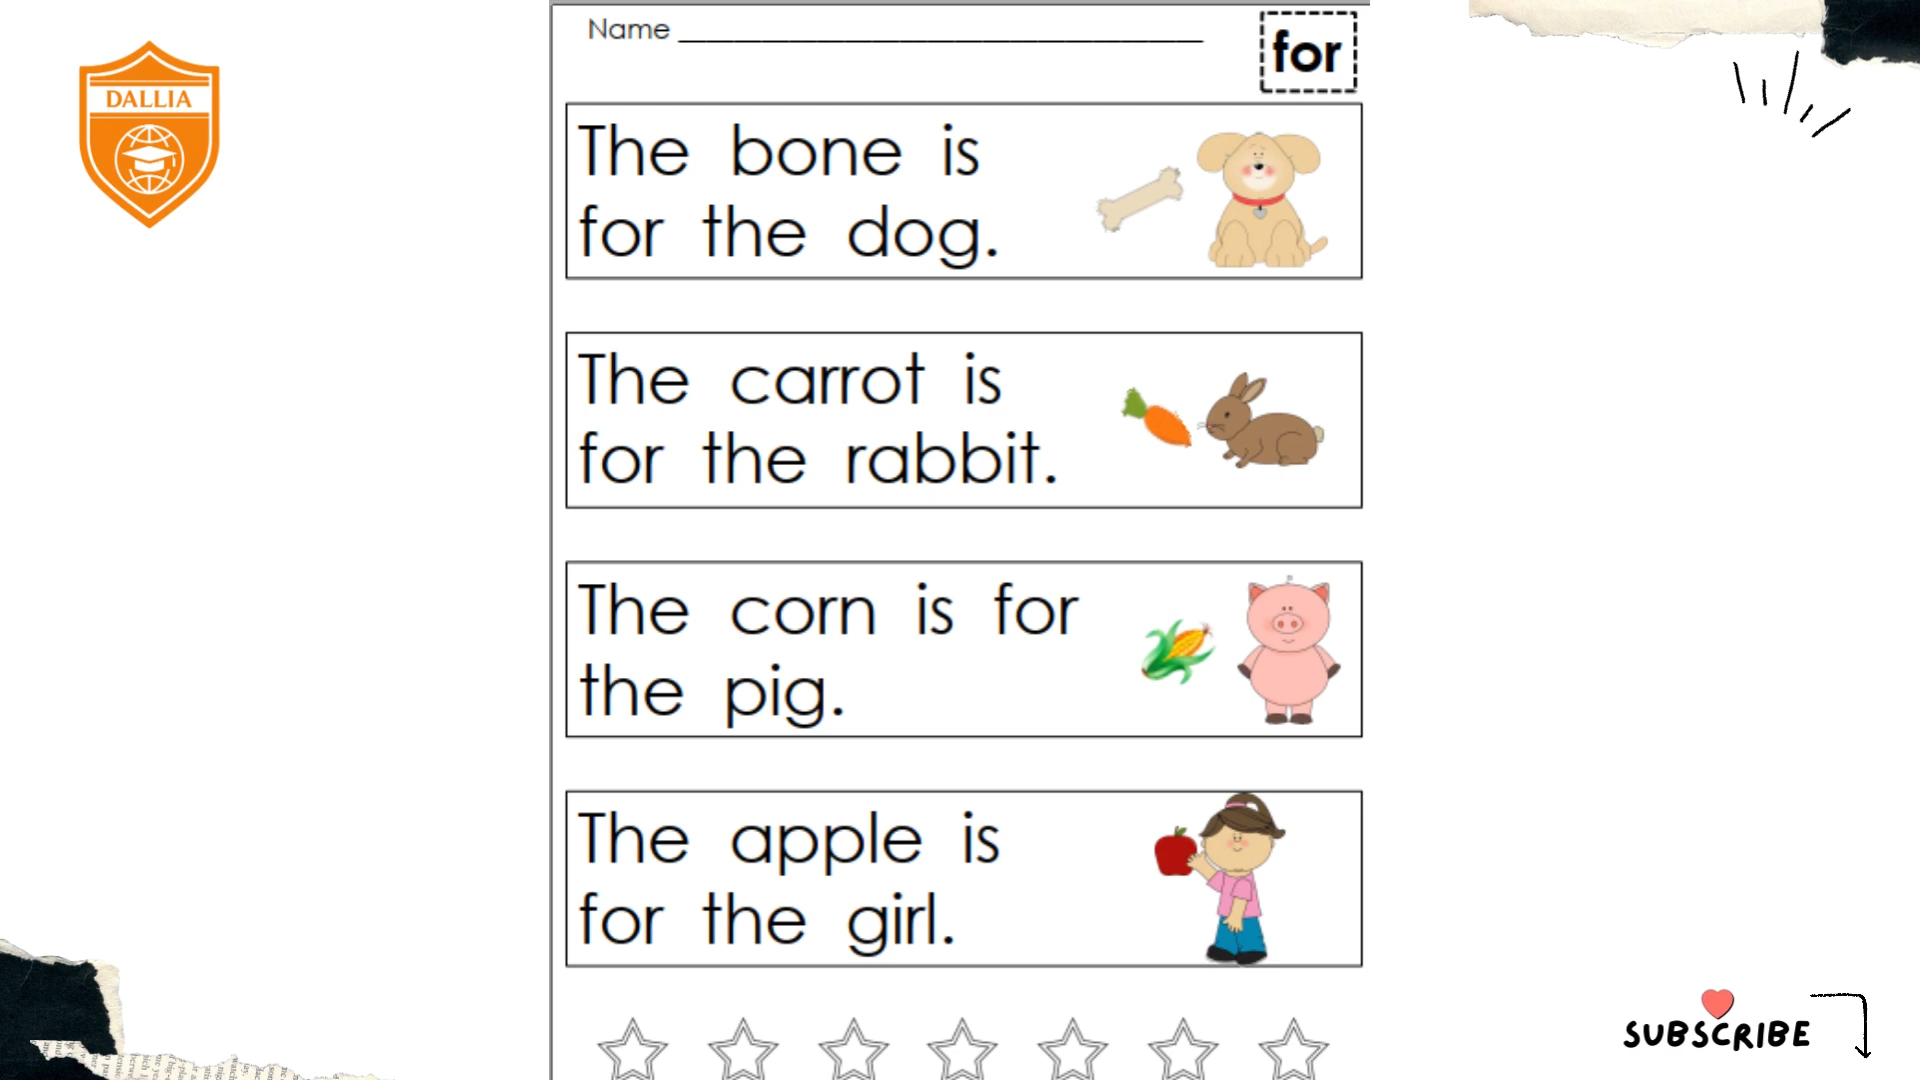 DALLIA
Name
for
The bone is
for the dog.
The carrot is
for the rabbit.
The corn is for
the pig.
The apple is
for the girl.
SUBSCRIBE